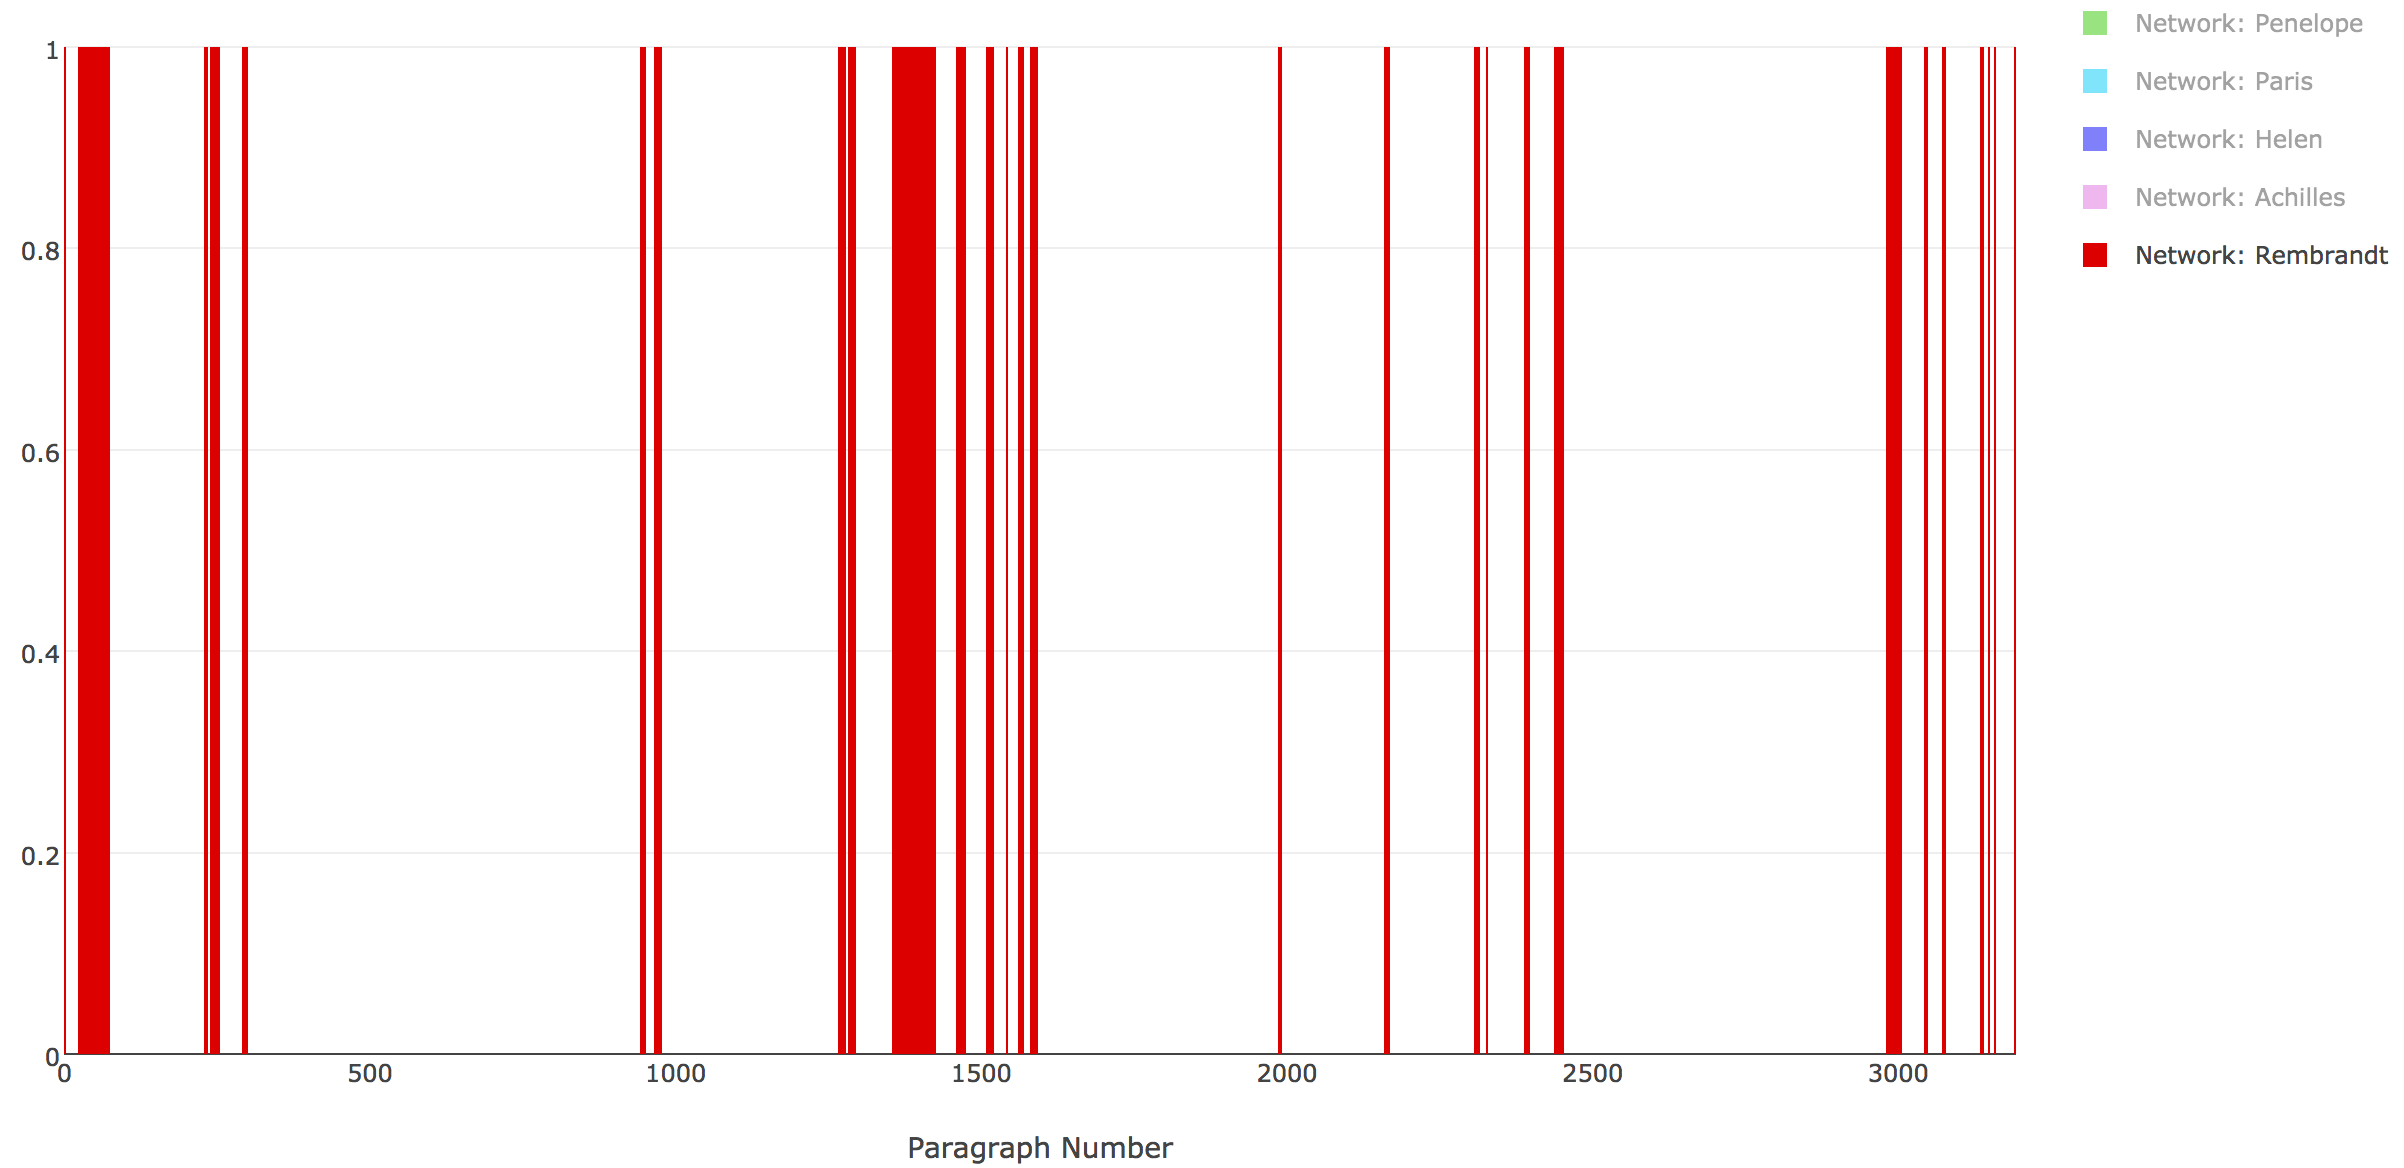 Network: Penelope
Network: Paris
Network: Helen
Network: Achilles
Network: Rembrandt
1
0.8
0.6
0.4
0.2
0
0 500 1000 1500 2000 2500 3000
Paragraph Number